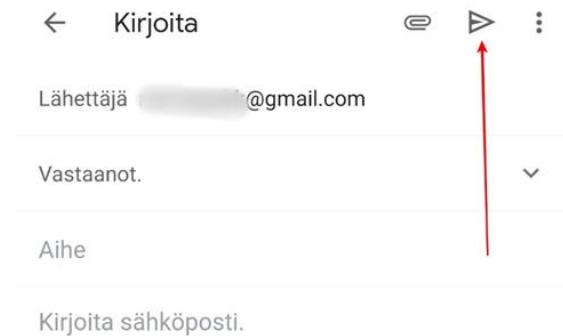 Kirjoita
Lähettäjä @gmail.com
Vastaanot.
Aihe
Kirjoita sähköposti.